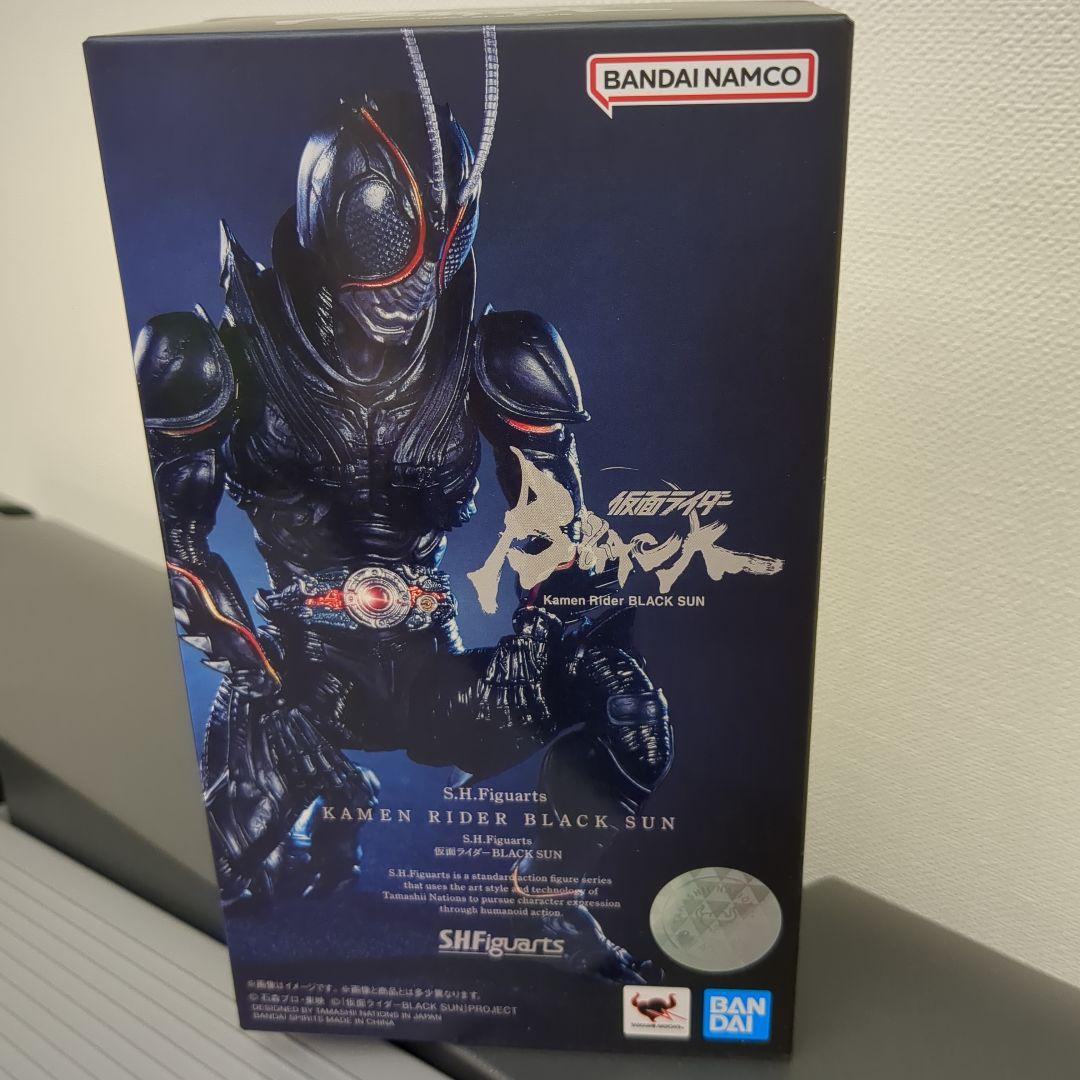 BANDAI NAMCO
仮面ライダー
BLACK
Kamen Rider BLACK SUN
S.H.Figuarts
KAMEN RIDER BLACK SUN
S.H.Figuarts
仮面ライダーBLACK SUN
S.H.Figuarts is a standard action figure series
that uses the art style and technology of
Tamashii Nations to pursue character expression
through humanoid action.
S.H.Figuarts
※画像はイメージです。※画像と商品とは多少異なります。
© 石森プロ・東映 ©「仮面ライダーBLACK SUN」PROJECT
DESIGNED BY TAMASHII NATIONS IN JAPAN
BANDAI SPIRITS MADE IN CHINA
BAN
DAI